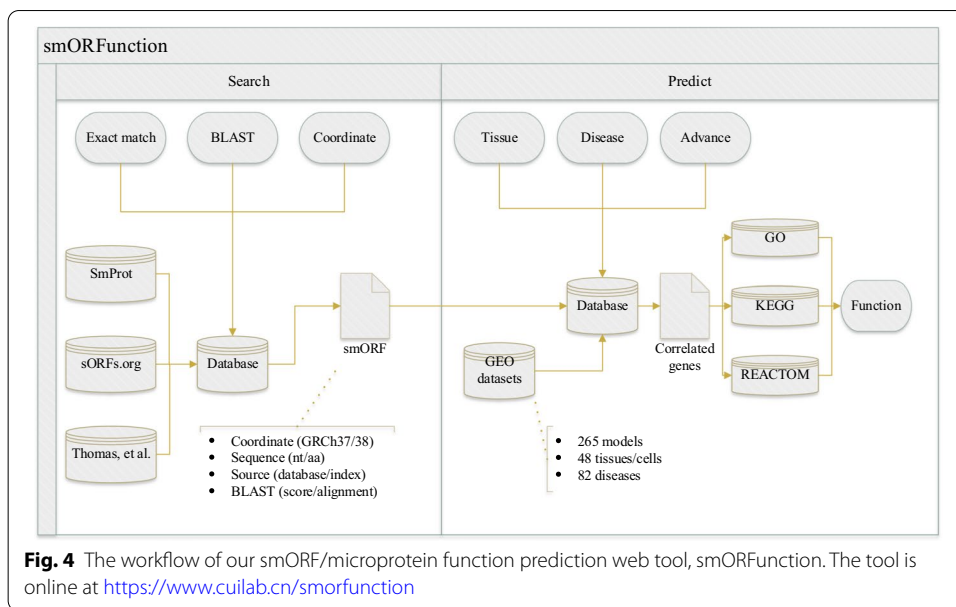 smORFunction
Search
Predict
Exact match
BLAST
Coordinate
Tissue
Disease
Advance
SmProt
sORFs.org
Thomas, et al.
Database
smORF
Database
GEO
datasets
Correlated
genes
GO
KEGG
REACTOM
Function
• Coordinate (GRCh37/38)
• Sequence (nt/aa)
• Source (database/index)
• BLAST (score/alignment)
• 265 models
• 48 tissues/cells
• 82 diseases
Fig. 4 The workflow of our smORF/microprotein function prediction web tool, smORFunction. The tool is
online at https://www.cuilab.cn/smorfunction